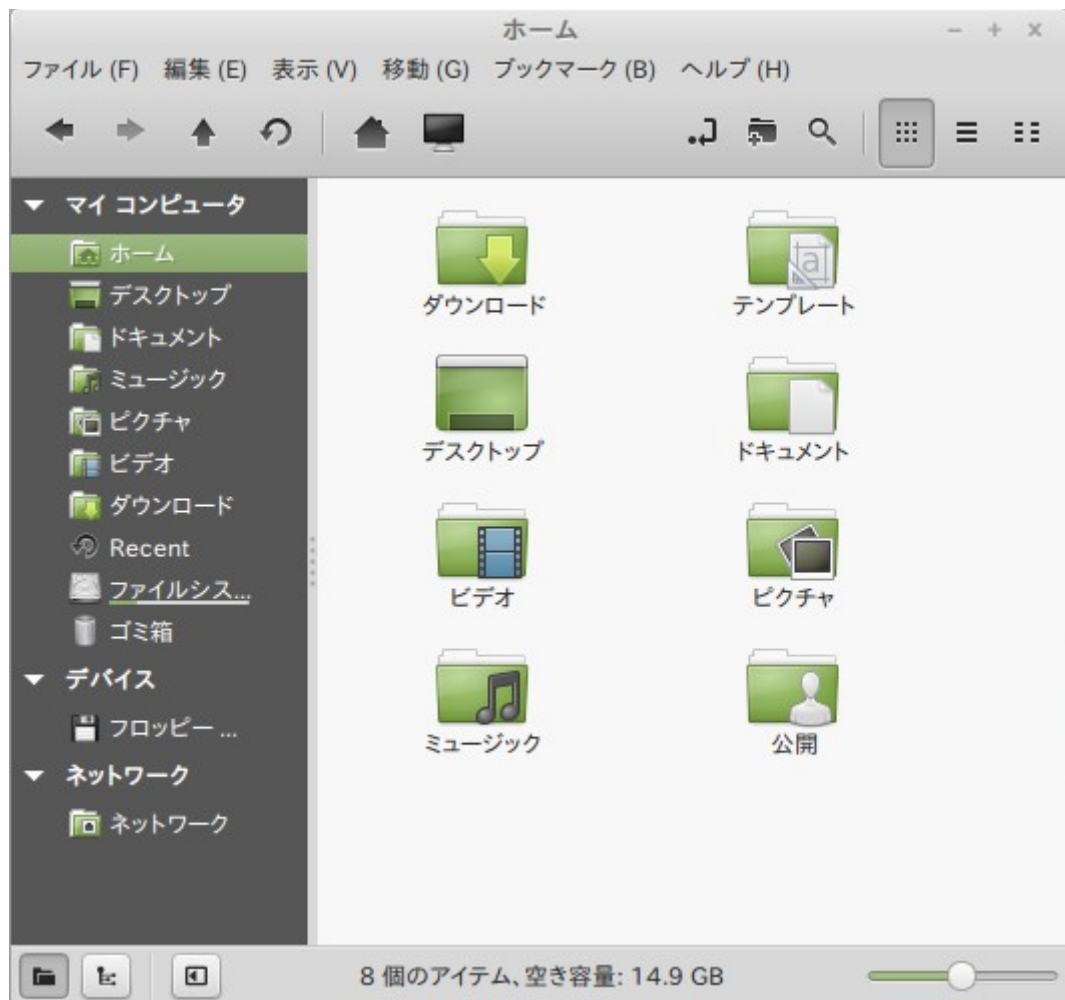 ホーム
ファイル (F) 編集 (E) 表示 (V) 移動 (G) ブックマーク (B) ヘルプ (H)
マイ コンピュータ
ホーム
デスクトップ
ドキュメント
ミュージック
ピクチャ
ビデオ
ダウンロード
Recent
ファイルシス...
ゴミ箱
デバイス
フロッピー ...
ネットワーク
ネットワーク
ダウンロード
テンプレート
デスクトップ
ドキュメント
ビデオ
ピクチャ
ミュージック
公開
8 個のアイテム、空き容量: 14.9 GB